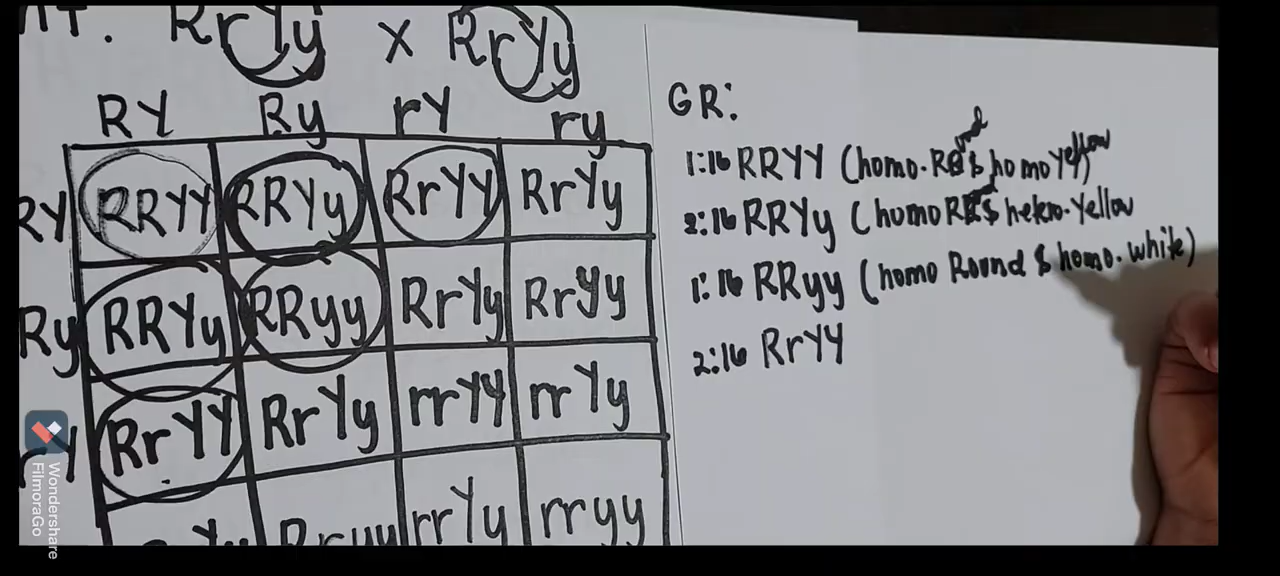 RrYy x RrYy
RY Ry rY ry
RY RRYY RRYy RrYY RrYy
Ry RRYy RRyy RrYy Rryy
Y RrYY RrYy rrYY rrYy
Rryy rrYy rryy
GR:
1:16 RRYY (homo. Round & homo Yellow)
2:16 RRYy (homo & hetero. Yellow
1:16 RRyy (homo Round & homo. white)
2:16 RrYY
Wondershare
FilmoraGo